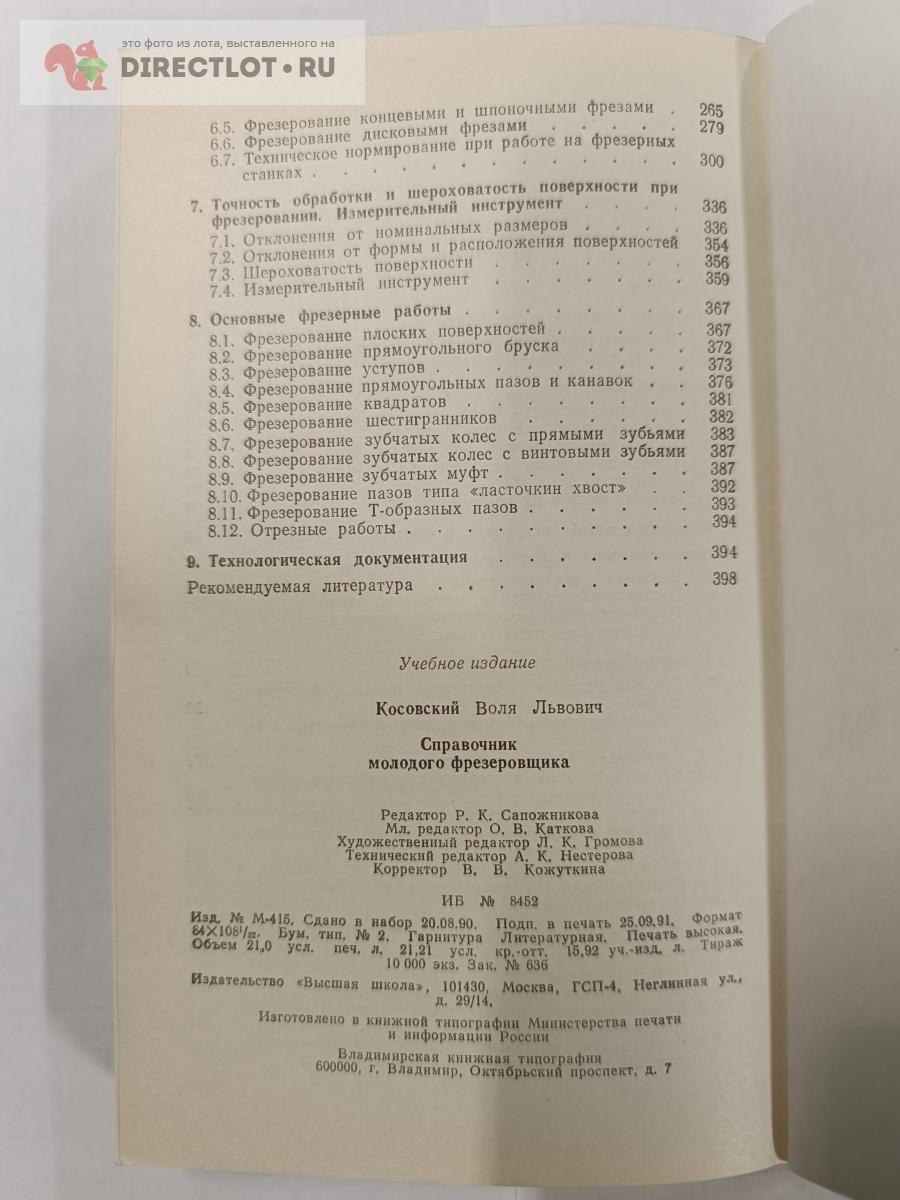 это фото из лота, выставленного на
DIRECTLOT•RU
6.5. Фрезерование концевыми и шпоночными фрезами . 265
6.6. Фрезерование дисковыми фрезами . . . . . 279
6.7. Техническое нормирование при работе на фрезерных
станках . . . . . . . . . . . . . 300
7. Точность обработки и шероховатость поверхности при
фрезеровании. Измерительный инструмент . . . . 336
7.1. Отклонения от номинальных размеров . . . . 336
7.2. Отклонения от формы и расположения поверхностей 354
7.3. Шероховатость поверхности . . . . . . 356
7.4. Измерительный инструмент . . . . . . 359
8. Основные фрезерные работы . . . . . . . . 367
8.1. Фрезерование плоских поверхностей . . . . . 367
8.2. Фрезерование прямоугольного бруска . . . . 372
8.3. Фрезерование уступов . . . . . . . . . 373
8.4. Фрезерование прямоугольных пазов и канавок . . 376
8.5. Фрезерование квадратов . . . . . . . 381
8.6. Фрезерование шестигранников . . . . . . 382
8.7. Фрезерование зубчатых колес с прямыми зубьями 383
8.8. Фрезерование зубчатых колес с винтовыми зубьями 387
8.9. Фрезерование зубчатых муфт . . . . . . . 387
8.10. Фрезерование пазов типа «ласточкин хвост» . . 392
8.11. Фрезерование Т-образных пазов . . . . . . 393
8.12. Отрезные работы . . . . . . . . . . 394
9. Технологическая документация . . . . . . . 394
Рекомендуемая литература . . . . . . . . . 398
Учебное издание
Косовский Воля Львович
Справочник
молодого фрезеровщика
Редактор Р. К. Сапожникова
Мл. редактор О. В. Каткова
Художественный редактор Л. К. Громова
Технический редактор А. К. Нестерова
Корректор В. В. Кожуткина
ИБ № 8452
Изд. № М-415. Сдано в набор 20.08.90. Подп. в печать 25.09.91. Формат
84×108¹/₃₂. Бум. тип. № 2. Гарнитура Литературная. Печать высокая.
Объем 21,0 усл. печ. л. 21,21 усл. кр.-отт. 15,92 уч.-изд. л. Тираж
10 000 экз. Зак. № 636
Издательство «Высшая школа», 101430, Москва, ГСП-4, Неглинная ул.,
д. 29/14.
Изготовлено в книжной типографии Министерства печати
и информации России
Владимирская книжная типография
600000, г. Владимир, Октябрьский проспект, д. 7